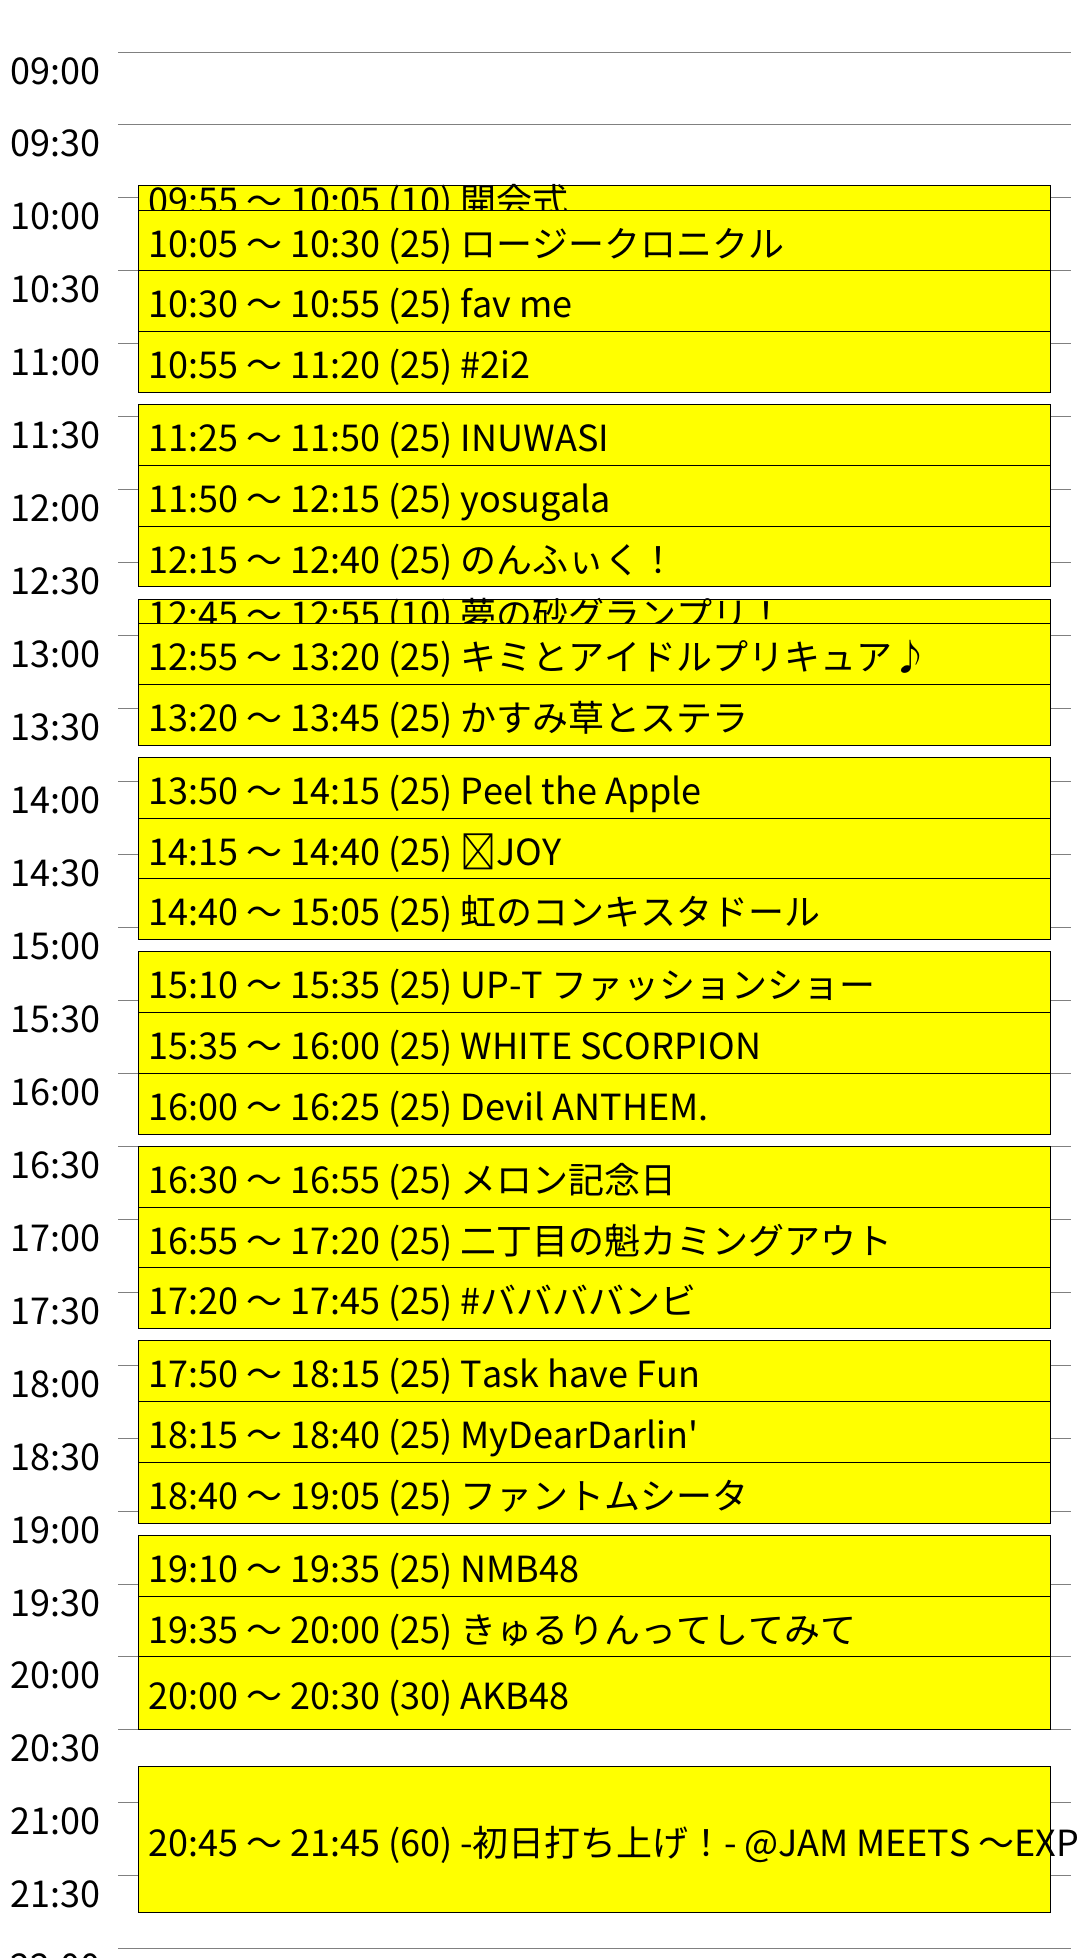 09:00
09:30
09:55 ～ 10:05 (10) 開会式
10:00
10:05 ～ 10:30 (25) ロージークロニクル
10:30
10:30 ～ 10:55 (25) fav me
11:00
10:55 ～ 11:20 (25) #2i2
11:30
11:25 ～ 11:50 (25) INUWASI
12:00
11:50 ～ 12:15 (25) yosugala
12:30
12:15 ～ 12:40 (25) のんふぃく！
12:45 ～ 12:55 (10) 夢の砂グランプリ！
13:00
12:55 ～ 13:20 (25) キミとアイドルプリキュア♪
13:30
13:20 ～ 13:45 (25) かすみ草とステラ
14:00
13:50 ～ 14:15 (25) Peel the Apple
14:30
14:15 ～ 14:40 (25) JOY
15:00
14:40 ～ 15:05 (25) 虹のコンキスタドール
15:30
15:10 ～ 15:35 (25) UP-T ファッションショー
16:00
15:35 ～ 16:00 (25) WHITE SCORPION
16:00 ～ 16:25 (25) Devil ANTHEM.
16:30
16:30 ～ 16:55 (25) メロン記念日
17:00
16:55 ～ 17:20 (25) 二丁目の魁カミングアウト
17:30
17:20 ～ 17:45 (25) #ババババンビ
18:00
17:50 ～ 18:15 (25) Task have Fun
18:30
18:15 ～ 18:40 (25) MyDearDarlin'
19:00
18:40 ～ 19:05 (25) ファントムシータ
19:30
19:10 ～ 19:35 (25) NMB48
20:00
19:35 ～ 20:00 (25) きゅるりんってしてみて
20:00 ～ 20:30 (30) AKB48
20:30
21:00
20:45 ～ 21:45 (60) -初日打ち上げ！- @JAM MEETS ～EXP
21:30